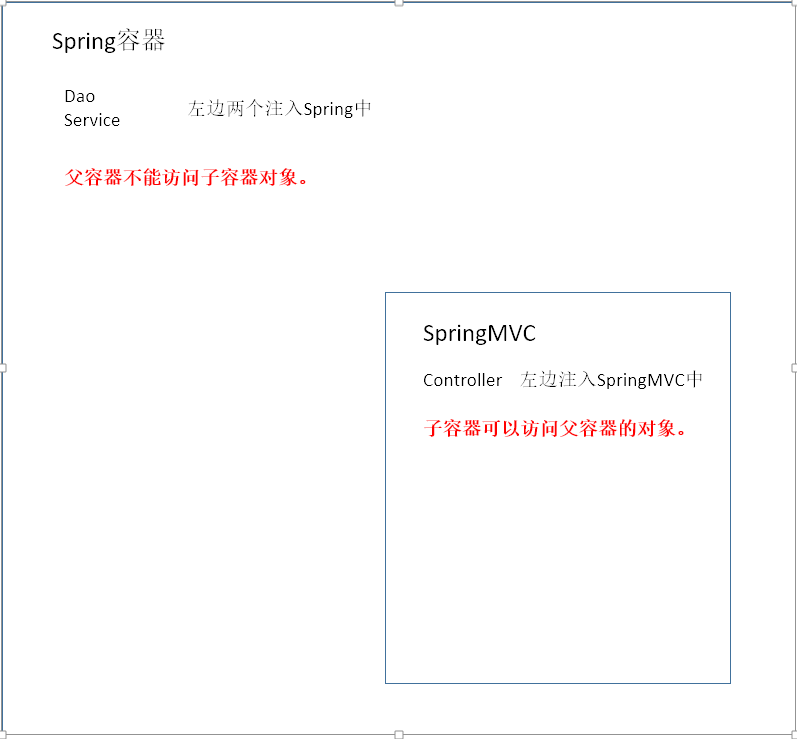 Spring容器
Dao
Service
左边两个注入Spring中
父容器不能访问子容器对象。
SpringMVC
Controller 左边注入SpringMVC中
子容器可以访问父容器的对象。